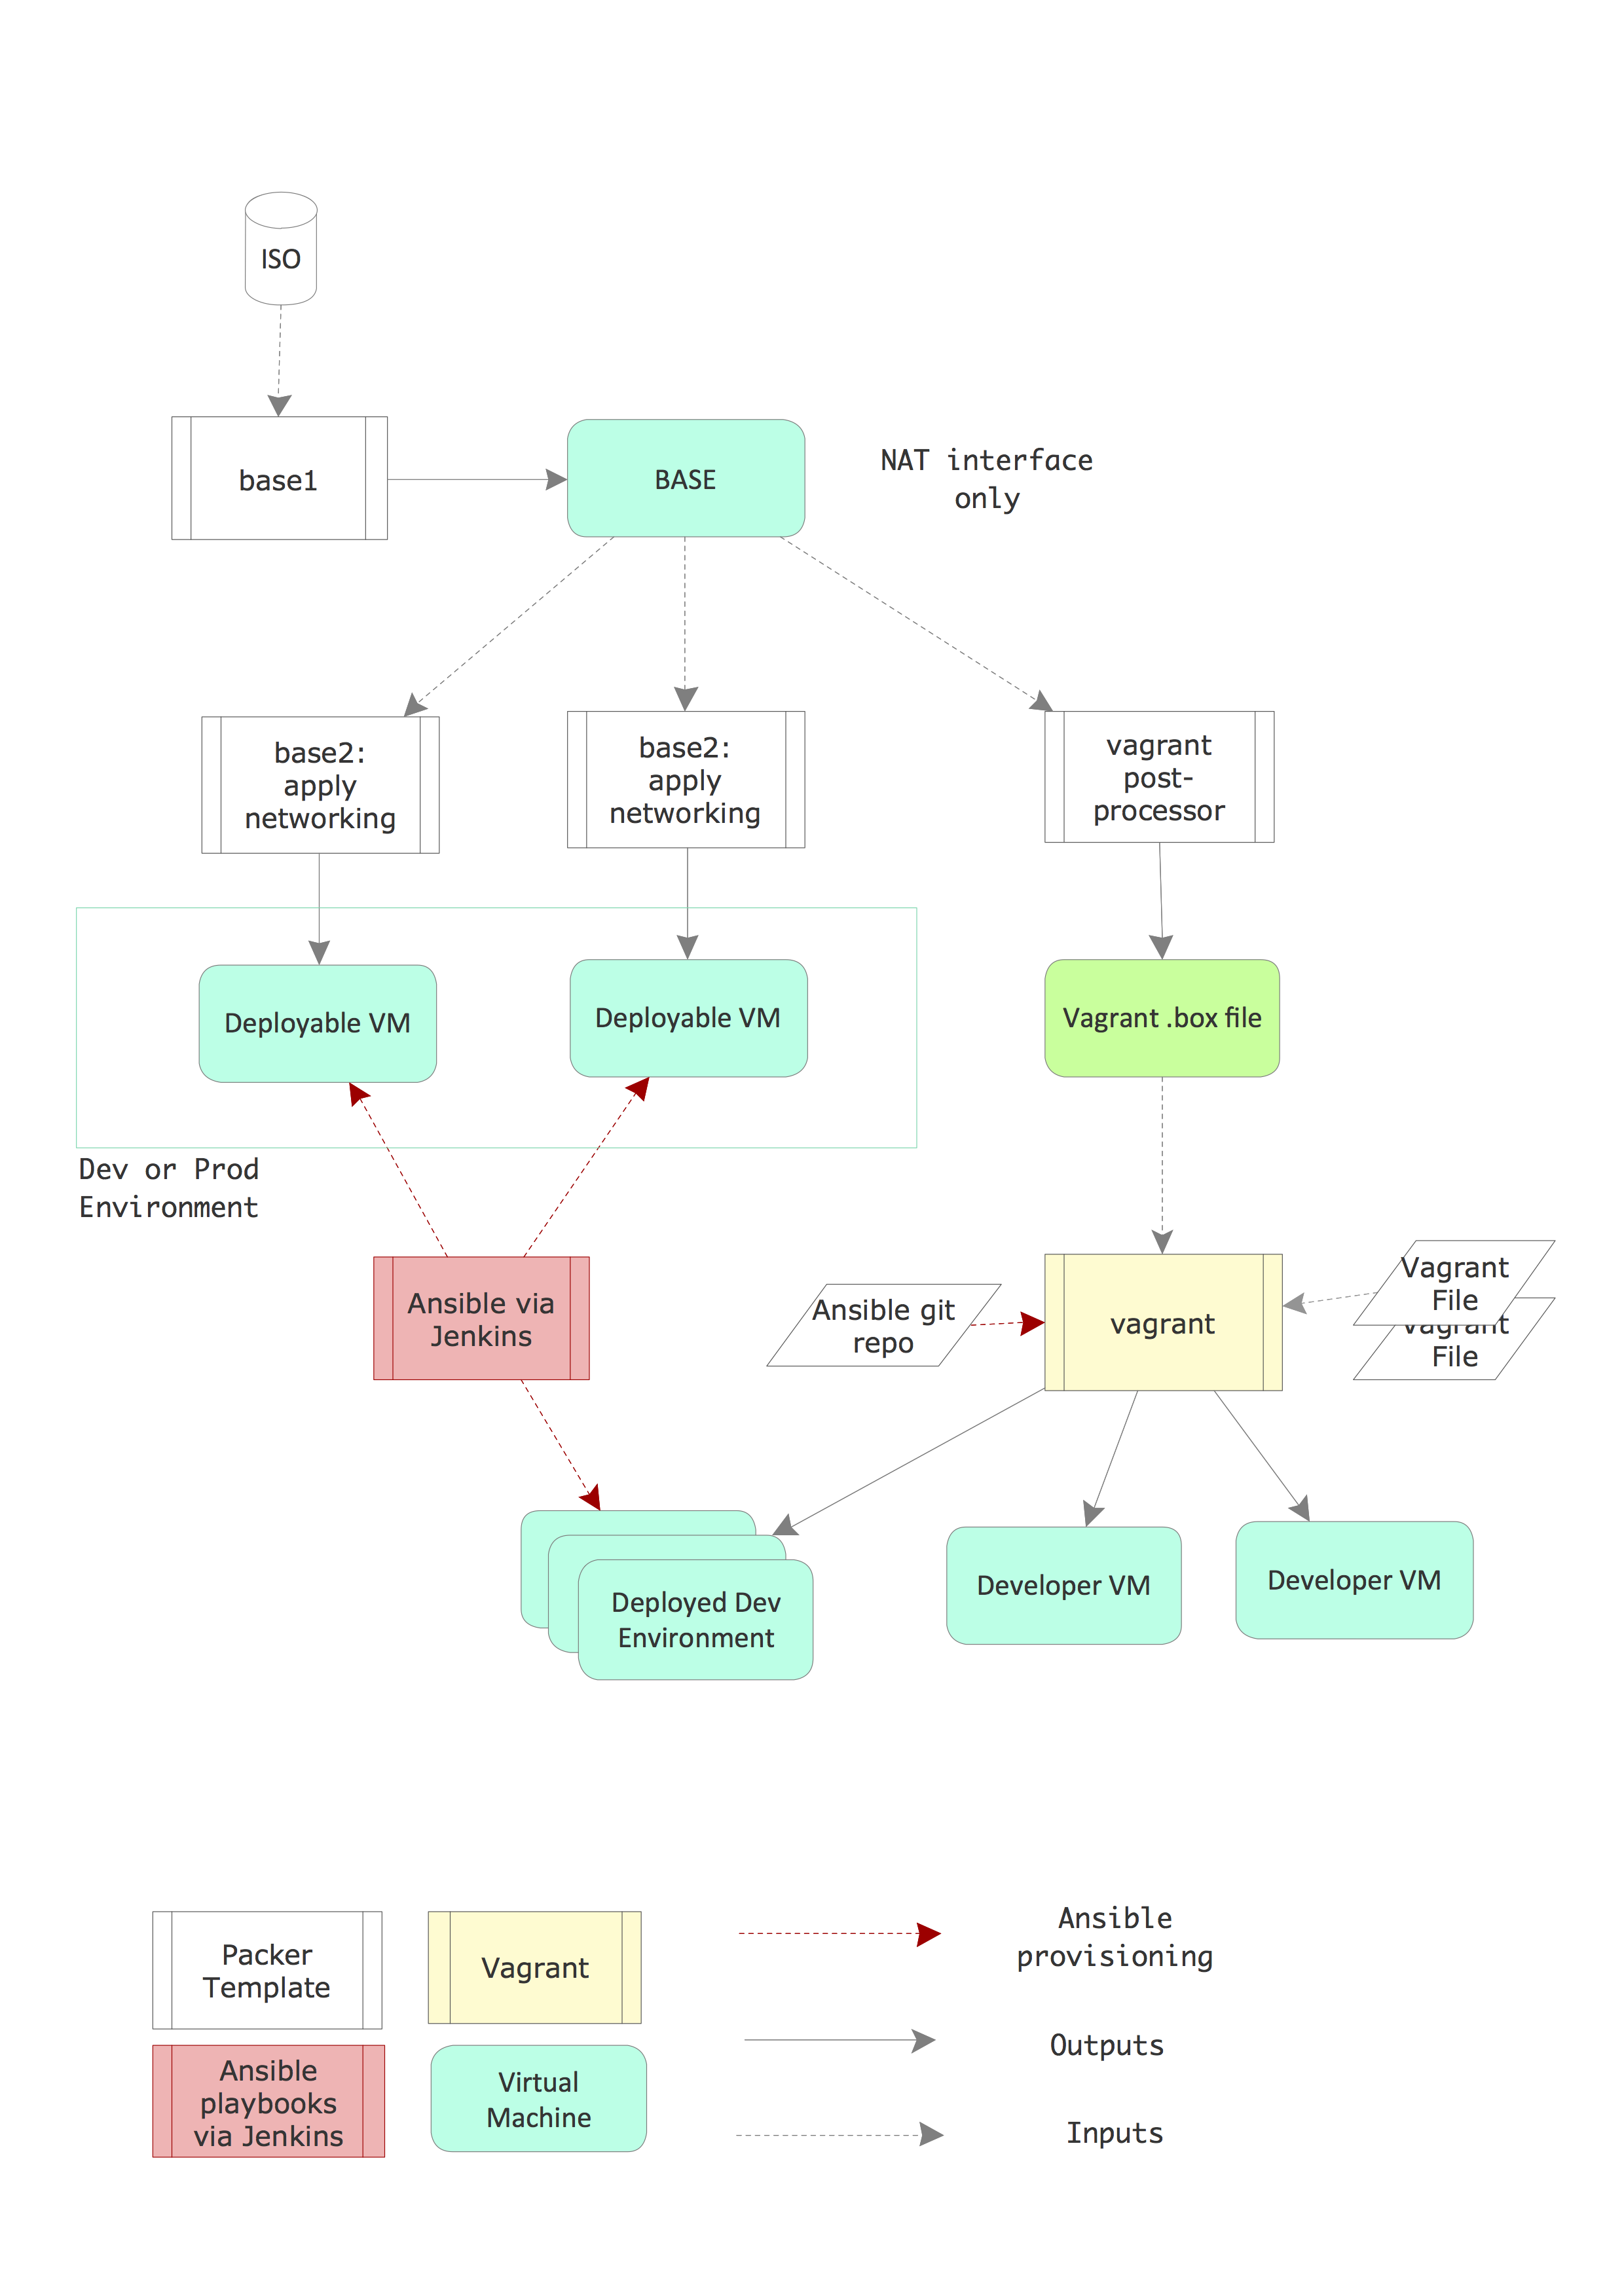 ISO
base1
BASE
NAT interface
only
base2:
apply
networking
base2:
apply
networking
vagrant
post-
processor
Deployable VM
Deployable VM
Vagrant .box file
Dev or Prod
Environment
Ansible via
Jenkins
Ansible git
repo
vagrant
Vagrant
File
Vagrant
File
Deployed Dev
Environment
Developer VM
Developer VM
Packer
Template
Vagrant
Ansible
provisioning
Ansible
playbooks
via Jenkins
Virtual
Machine
Outputs
Inputs